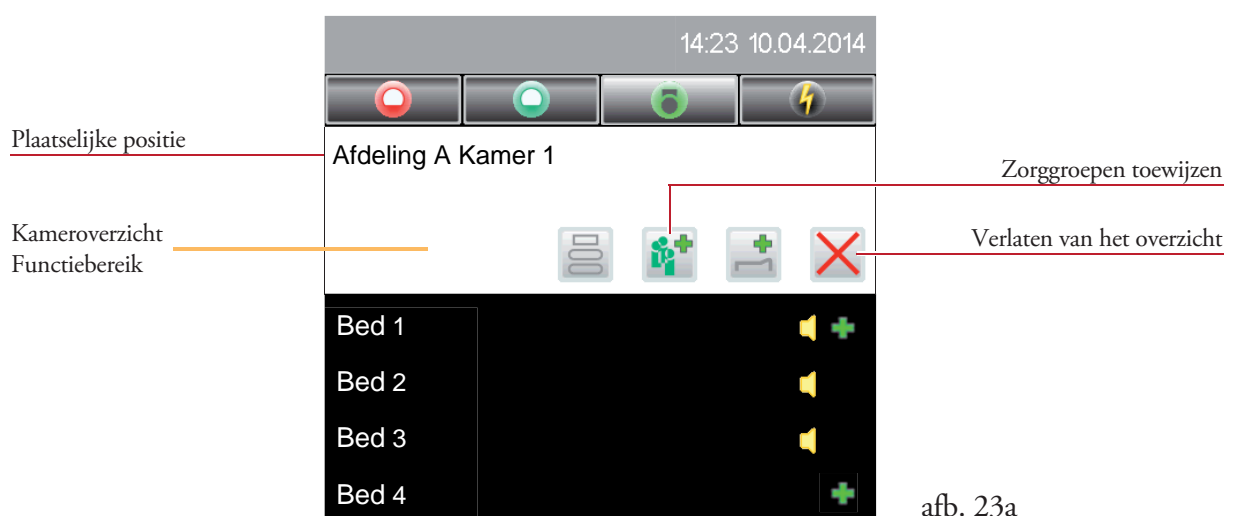 14:23 10.04.2014
Plaatselijke positie
Afdeling A Kamer 1
Zorggroepen toewijzen
Kameroverzicht
Functiebereik
Verlaten van het overzicht
Bed 1
Bed 2
Bed 3
Bed 4
afb. 23a